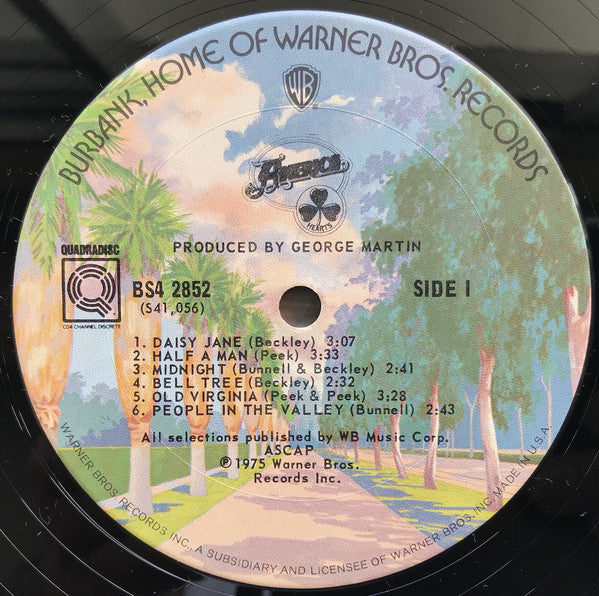 BURBANK, HOME OF WARNER BROS. RECORDS
WB
America
HEARTS
PRODUCED BY GEORGE MARTIN
QUADRADISC
Q
CD4 CHANNEL DISCRETE
BS4 2852
(S41,056)
SIDE I
1. DAISY JANE (Beckley) 3:07
2. HALF A MAN (Peek) 3:33
3. MIDNIGHT (Bunnell & Beckley) 2:41
4. BELL TREE (Beckley) 2:32
5. OLD VIRGINIA (Peek & Peek) 3:28
6. PEOPLE IN THE VALLEY (Bunnell) 2:43
All selections published by WB Music Corp.
ASCAP
℗1975 Warner Bros.
Records Inc.
WARNER BROS. RECORDS INC., A SUBSIDIARY AND LICENSEE OF WARNER BROS. INC. MADE IN U.S.A.